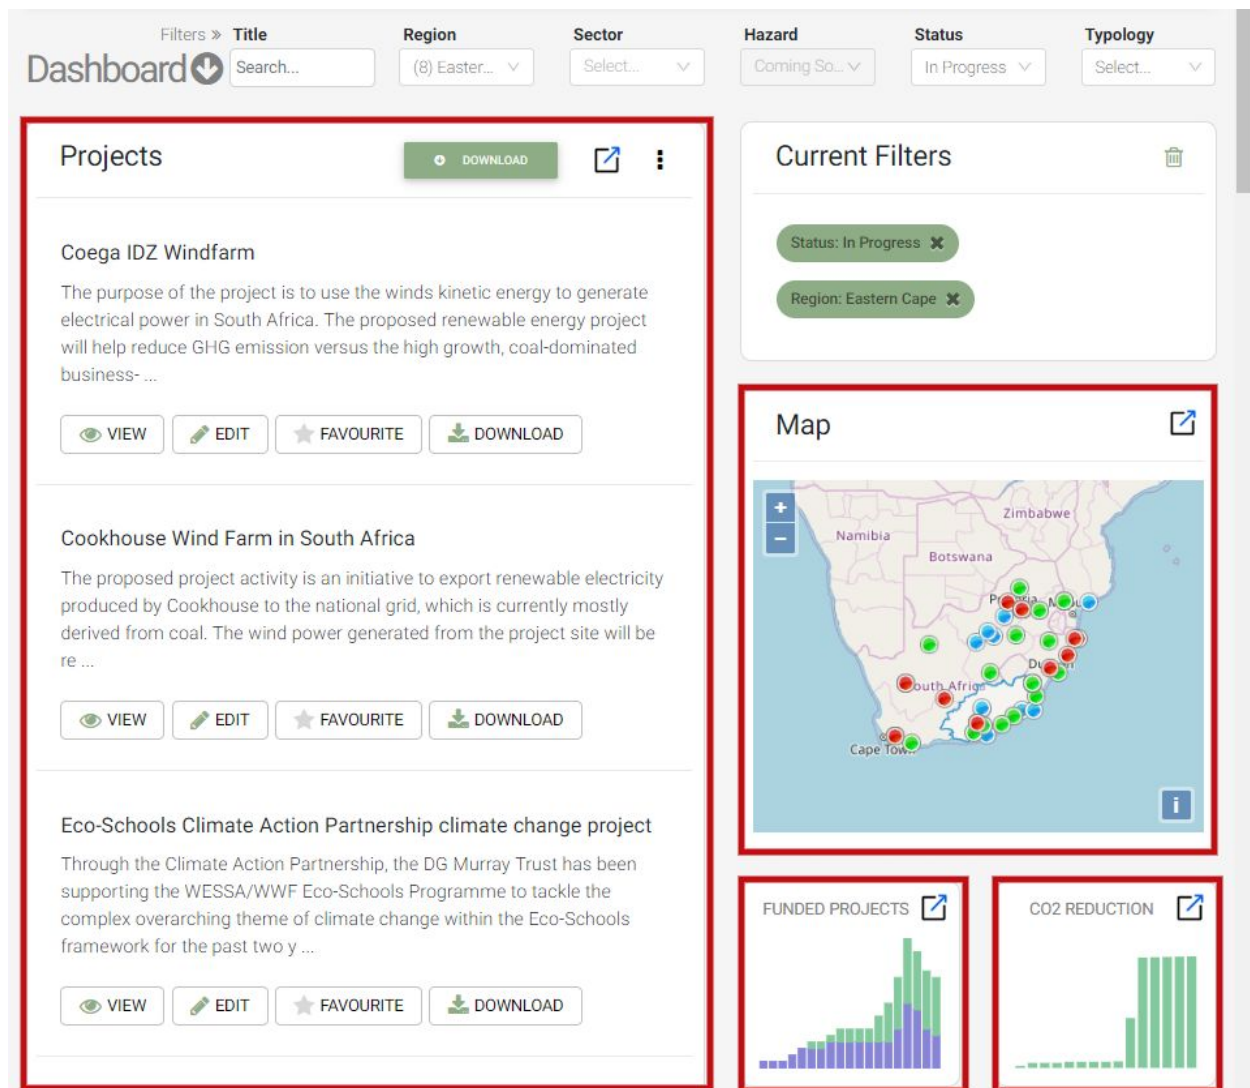 Filters » Title Region Sector Hazard Status Typology
Dashboard Search... (8) Easter... Select... Coming So... In Progress Select...
Projects
DOWNLOAD
Coega IDZ Windfarm
The purpose of the project is to use the winds kinetic energy to generate
electrical power in South Africa. The proposed renewable energy project
will help reduce GHG emission versus the high growth, coal-dominated
business- ...
VIEW EDIT FAVOURITE DOWNLOAD
Cookhouse Wind Farm in South Africa
The proposed project activity is an initiative to export renewable electricity
produced by Cookhouse to the national grid, which is currently mostly
derived from coal. The wind power generated from the project site will be
re ...
VIEW EDIT FAVOURITE DOWNLOAD
Eco-Schools Climate Action Partnership climate change project
Through the Climate Action Partnership, the DG Murray Trust has been
supporting the WESSA/WWF Eco-Schools Programme to tackle the
complex overarching theme of climate change within the Eco-Schools
framework for the past two y ...
VIEW EDIT FAVOURITE DOWNLOAD
Current Filters
Status: In Progress ✖
Region: Eastern Cape ✖
Map
+
−
Zimbabwe
Namibia
Botswana
South Africa
Cape Town
i
FUNDED PROJECTS
CO2 REDUCTION